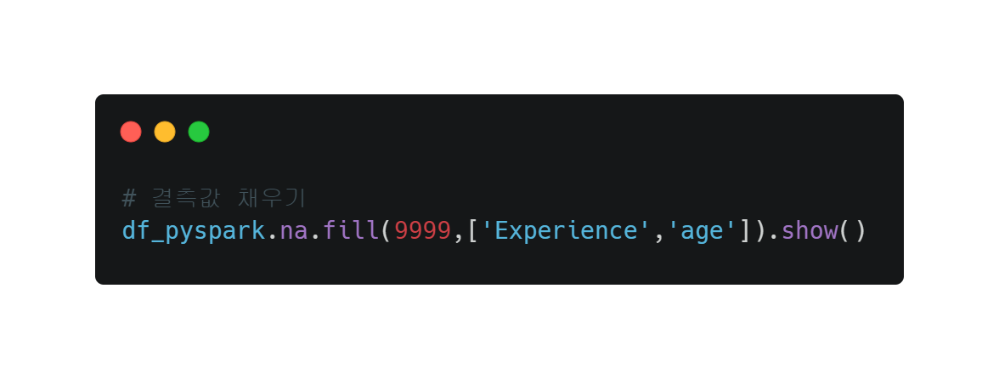 # 결측값 채우기
df_pyspark.na.fill(9999,['Experience','age']).show()